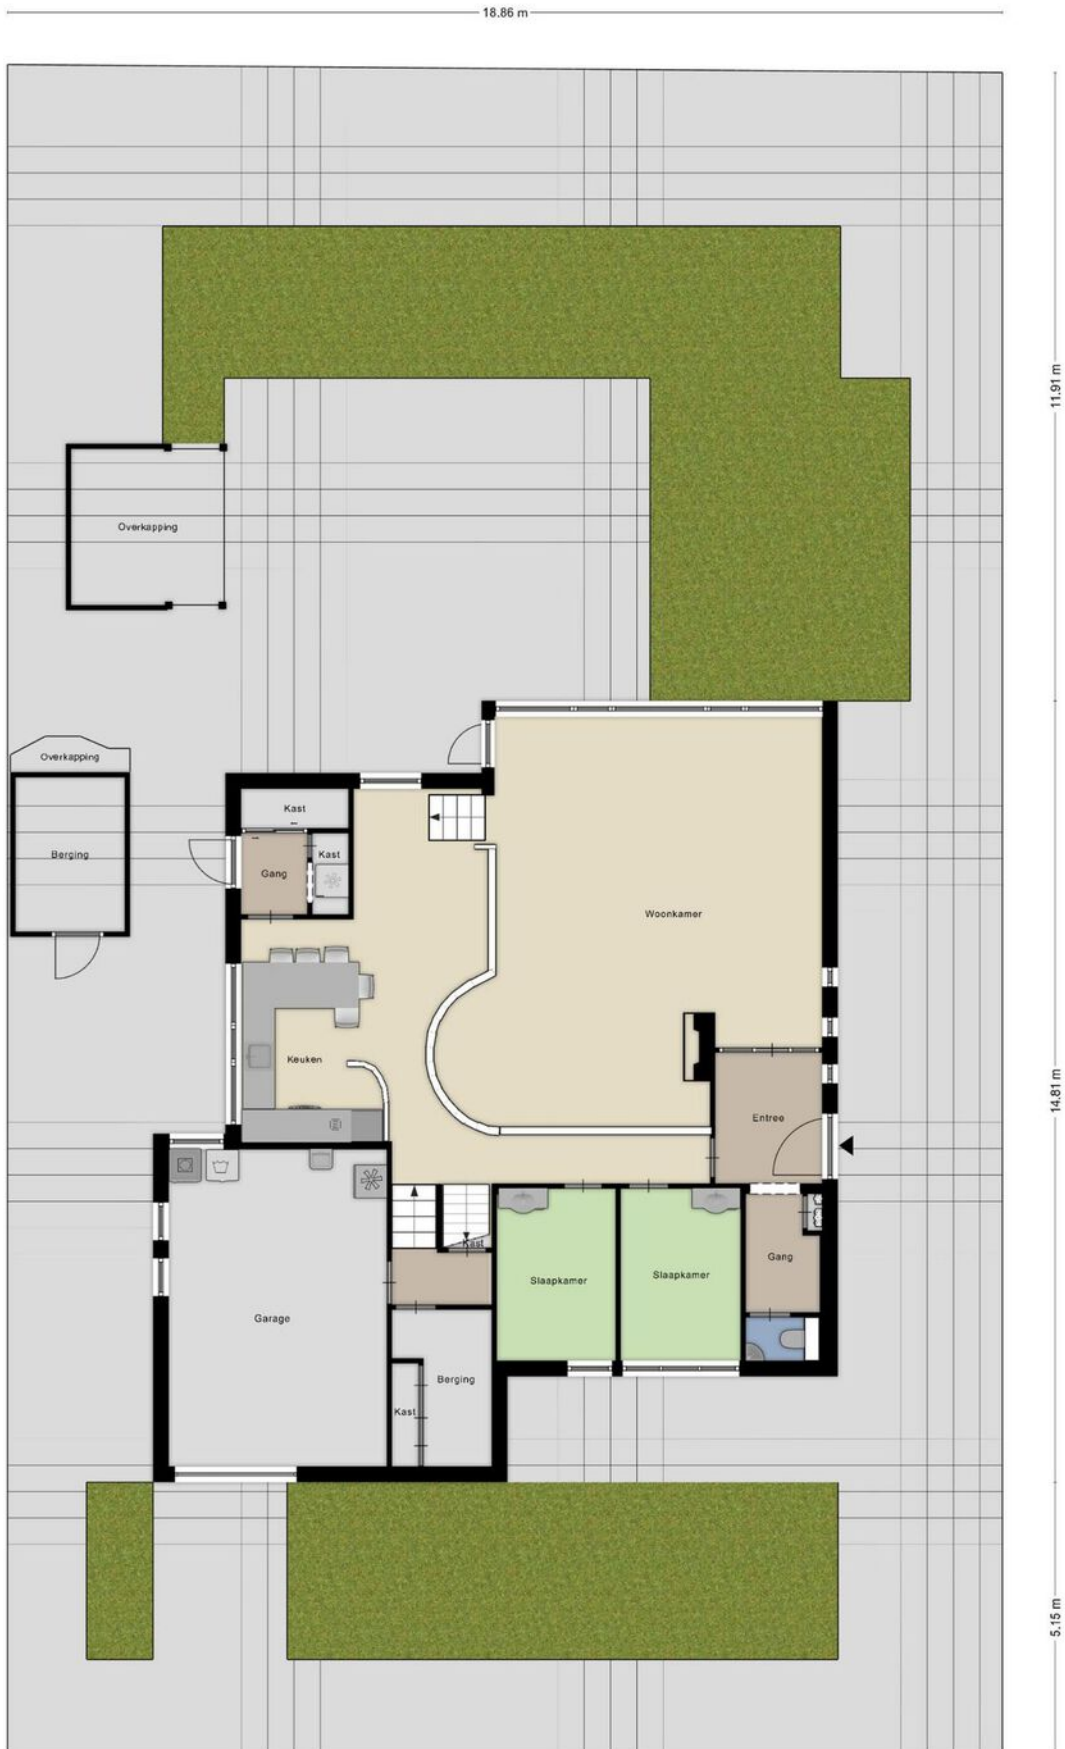 18.86 m
11.91 m
Overkapping
Overkapping
Kast
Berging
Kast
Gang
Woonkamer
Keuken
14.81 m
Entree
Kast
Gang
Slaapkamer
Slaapkamer
Garage
Berging
Kast
5.15 m